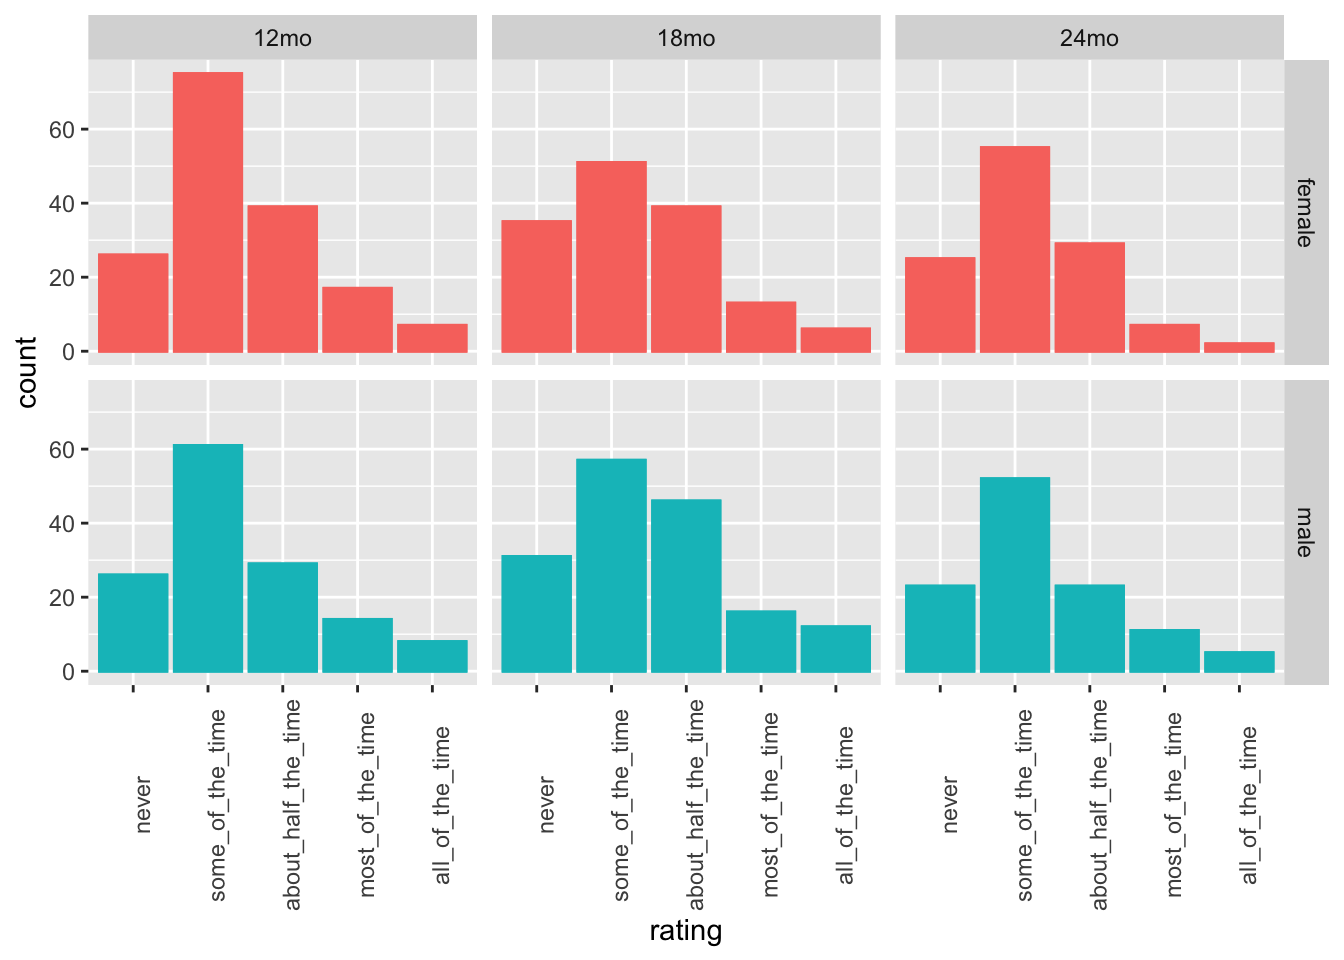 12mo 18mo 24mo
60
40
20
0
female
count
60
40
20
0
male
never some_of_the_time about_half_the_time most_of_the_time all_of_the_time never some_of_the_time about_half_the_time most_of_the_time all_of_the_time never some_of_the_time about_half_the_time most_of_the_time all_of_the_time
rating